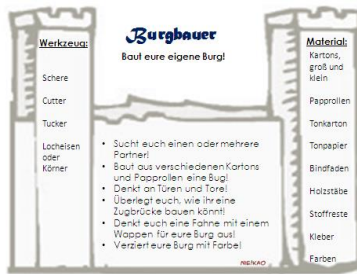 Burgbauer
Baut eure eigene Burg!
Werkzeug:
Schere
Cutter
Tucker
Locheisen
oder
Körner
• Sucht euch einen oder mehrere
Partner!
• Baut aus verschiedenen Kartons
und Papprollen eine Bug!
• Denkt an Türen und Tore!
• Überlegt euch, wie ihr eine
Zugbrücke bauen könnt!
• Denkt euch eine Fahne mit einem
Wappen für eure Burg aus!
• Verziert eure Burg mit Farbe!
Material:
Kartons,
groß und
klein
Papprollen
Tonkarton
Tonpapier
Bindfaden
Holzstäbe
Stoffreste
Kleber
Farben